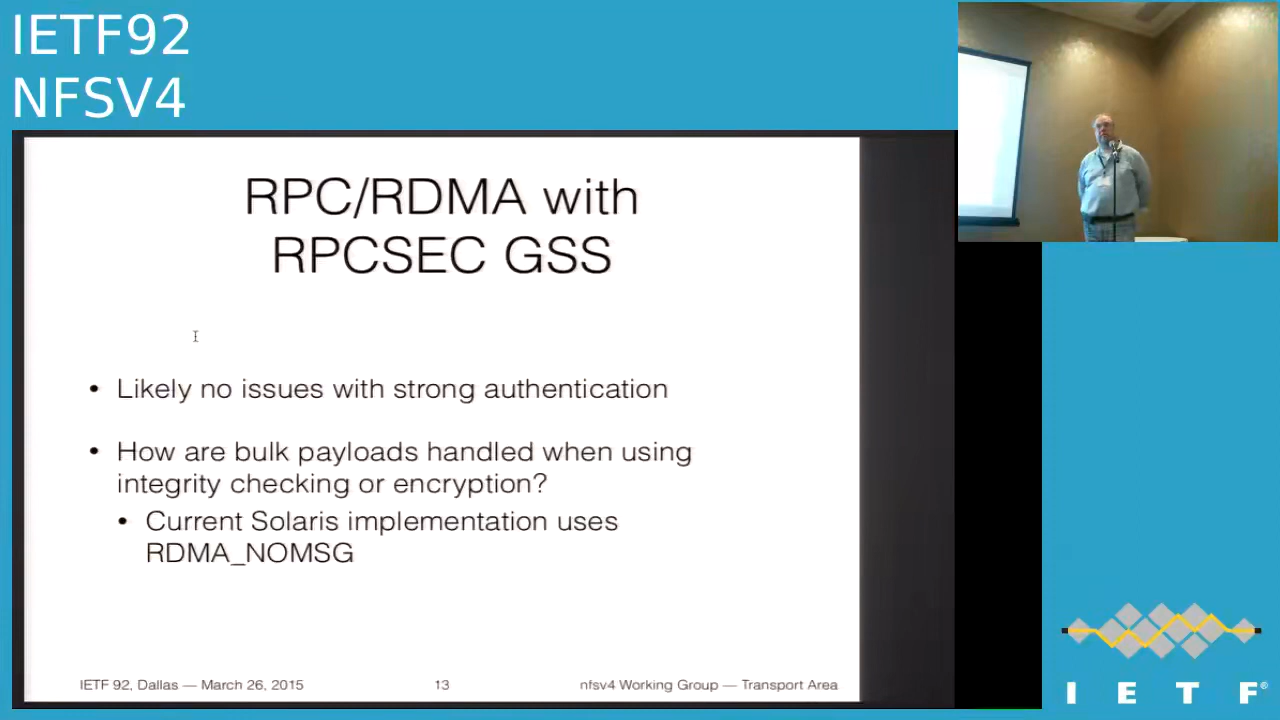 IETF92
NFSV4
RPC/RDMA with
RPCSEC GSS
• Likely no issues with strong authentication
• How are bulk payloads handled when using
integrity checking or encryption?
• Current Solaris implementation uses
RDMA_NOMSG
IETF 92, Dallas — March 26, 2015
13
nfsv4 Working Group — Transport Area
I E T F®